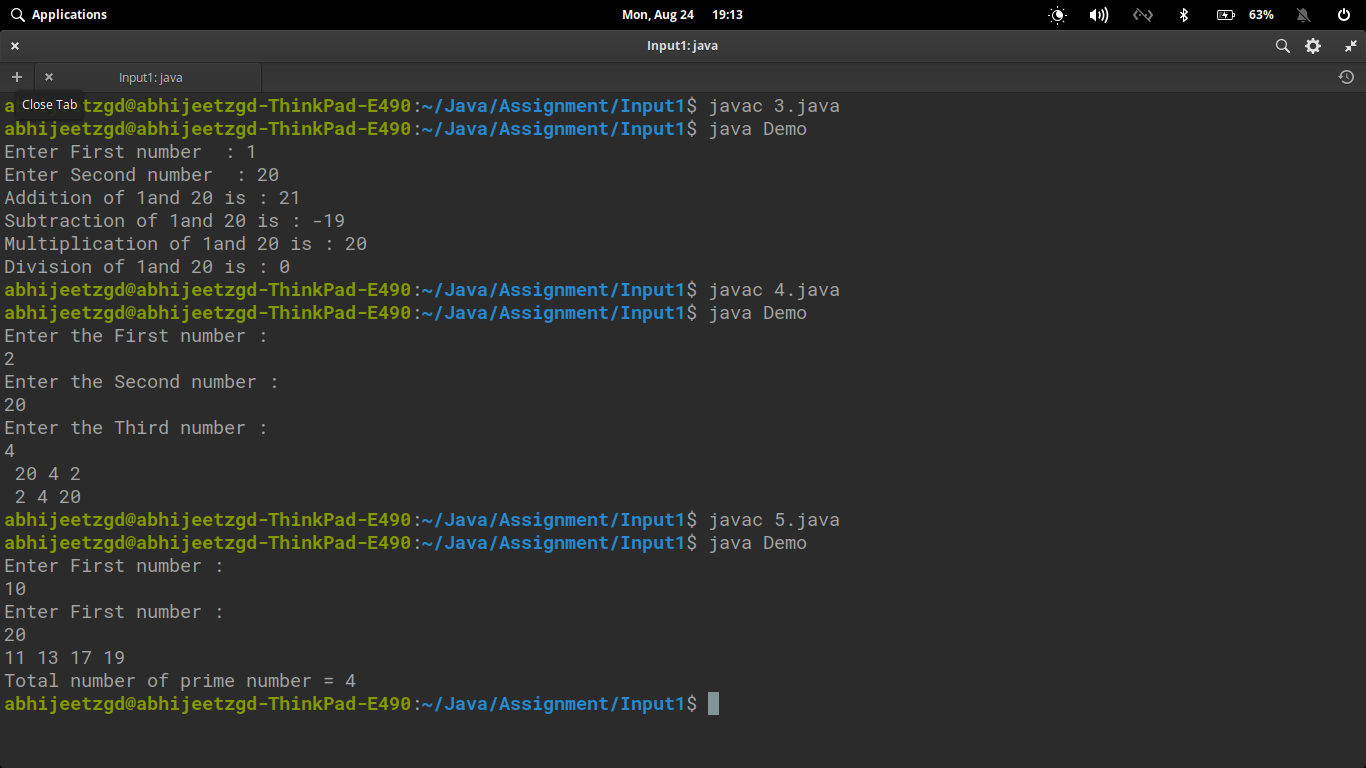 Applications
Mon, Aug 24 19:13
63%
Input1: java
Input1: java
Close Tab
abhijeetzgd@abhijeetzgd-ThinkPad-E490:~/Java/Assignment/Input1$ javac 3.java
abhijeetzgd@abhijeetzgd-ThinkPad-E490:~/Java/Assignment/Input1$ java Demo
Enter First number  : 1
Enter Second number  : 20
Addition of 1and 20 is : 21
Subtraction of 1and 20 is : -19
Multiplication of 1and 20 is : 20
Division of 1and 20 is : 0
abhijeetzgd@abhijeetzgd-ThinkPad-E490:~/Java/Assignment/Input1$ javac 4.java
abhijeetzgd@abhijeetzgd-ThinkPad-E490:~/Java/Assignment/Input1$ java Demo
Enter the First number :
2
Enter the Second number :
20
Enter the Third number :
4
 20 4 2
 2 4 20
abhijeetzgd@abhijeetzgd-ThinkPad-E490:~/Java/Assignment/Input1$ javac 5.java
abhijeetzgd@abhijeetzgd-ThinkPad-E490:~/Java/Assignment/Input1$ java Demo
Enter First number :
10
Enter First number :
20
11 13 17 19
Total number of prime number = 4
abhijeetzgd@abhijeetzgd-ThinkPad-E490:~/Java/Assignment/Input1$